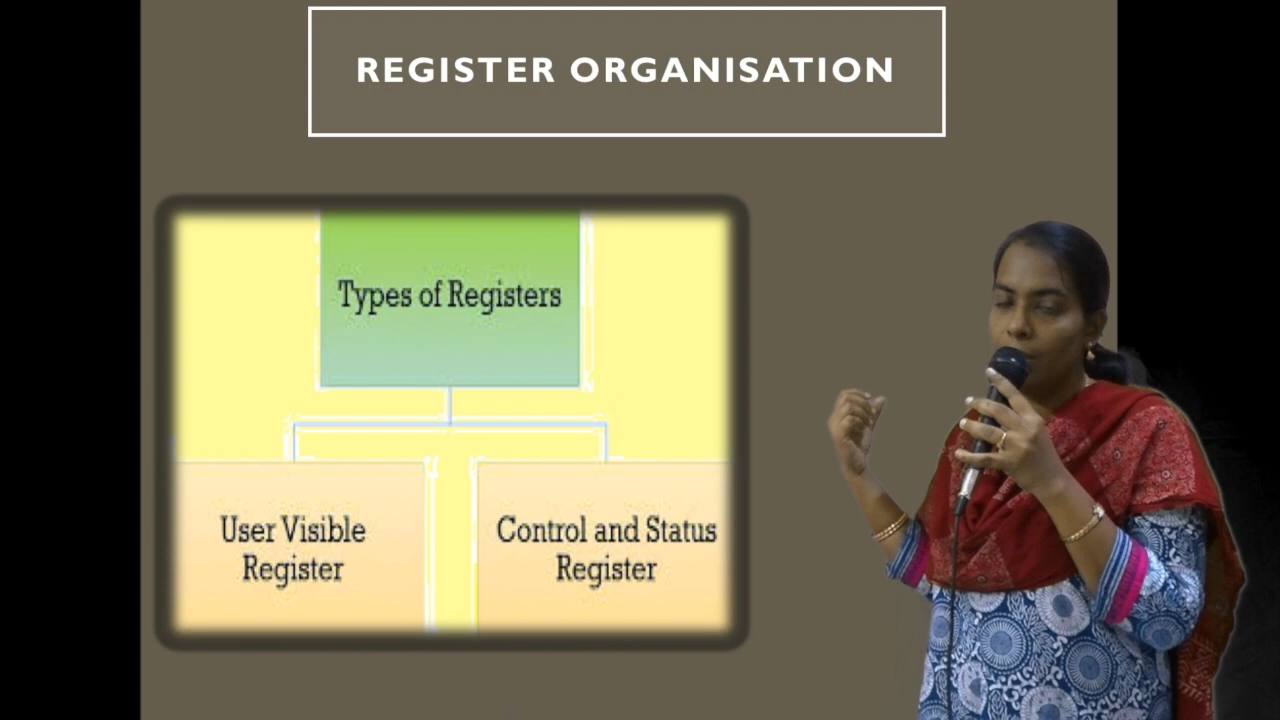 REGISTER ORGANISATION
Types of Registers
User Visible
Register
Control and Status
Register